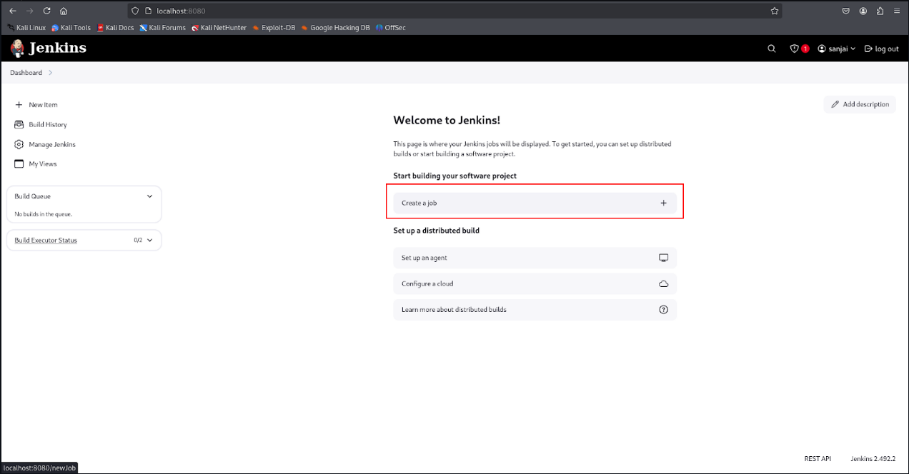 localhost:8080
Kali Linux Kali Tools Kali Docs Kali Forums Kali NetHunter Exploit-DB Google Hacking DB OffSec
Jenkins
1 sanjai log out
Dashboard
New Item
Build History
Manage Jenkins
My Views
Build Queue
No builds in the queue.
Build Executor Status 0/2
Add description
Welcome to Jenkins!
This page is where your Jenkins jobs will be displayed. To get started, you can set up distributed
builds or start building a software project.
Start building your software project
Create a job
Set up a distributed build
Set up an agent
Configure a cloud
Learn more about distributed builds
REST API Jenkins 2.492.2
localhost:8080/newJob